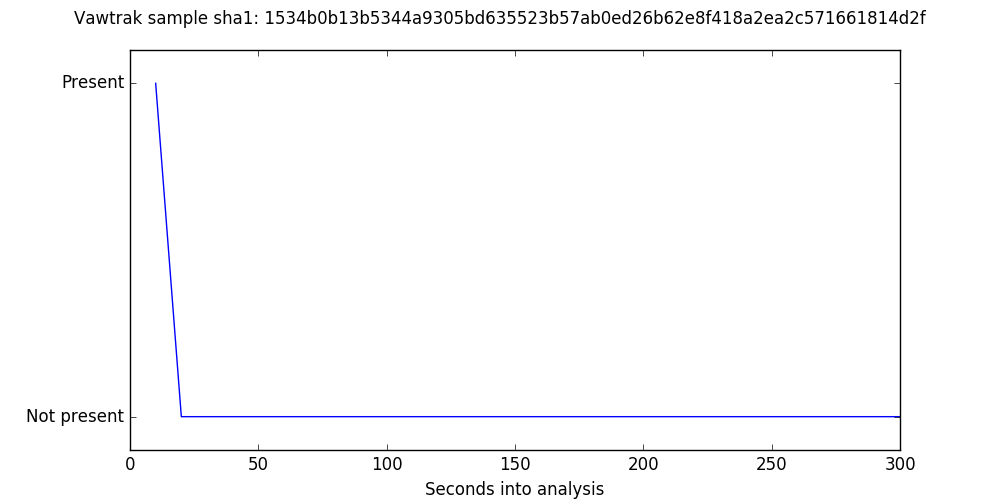 Vawtrak sample sha1: 1534b0b13b5344a9305bd635523b57ab0ed26b62e8f418a2ea2c571661814d2f
Present
Not present
0 50 100 150 200 250 300
Seconds into analysis